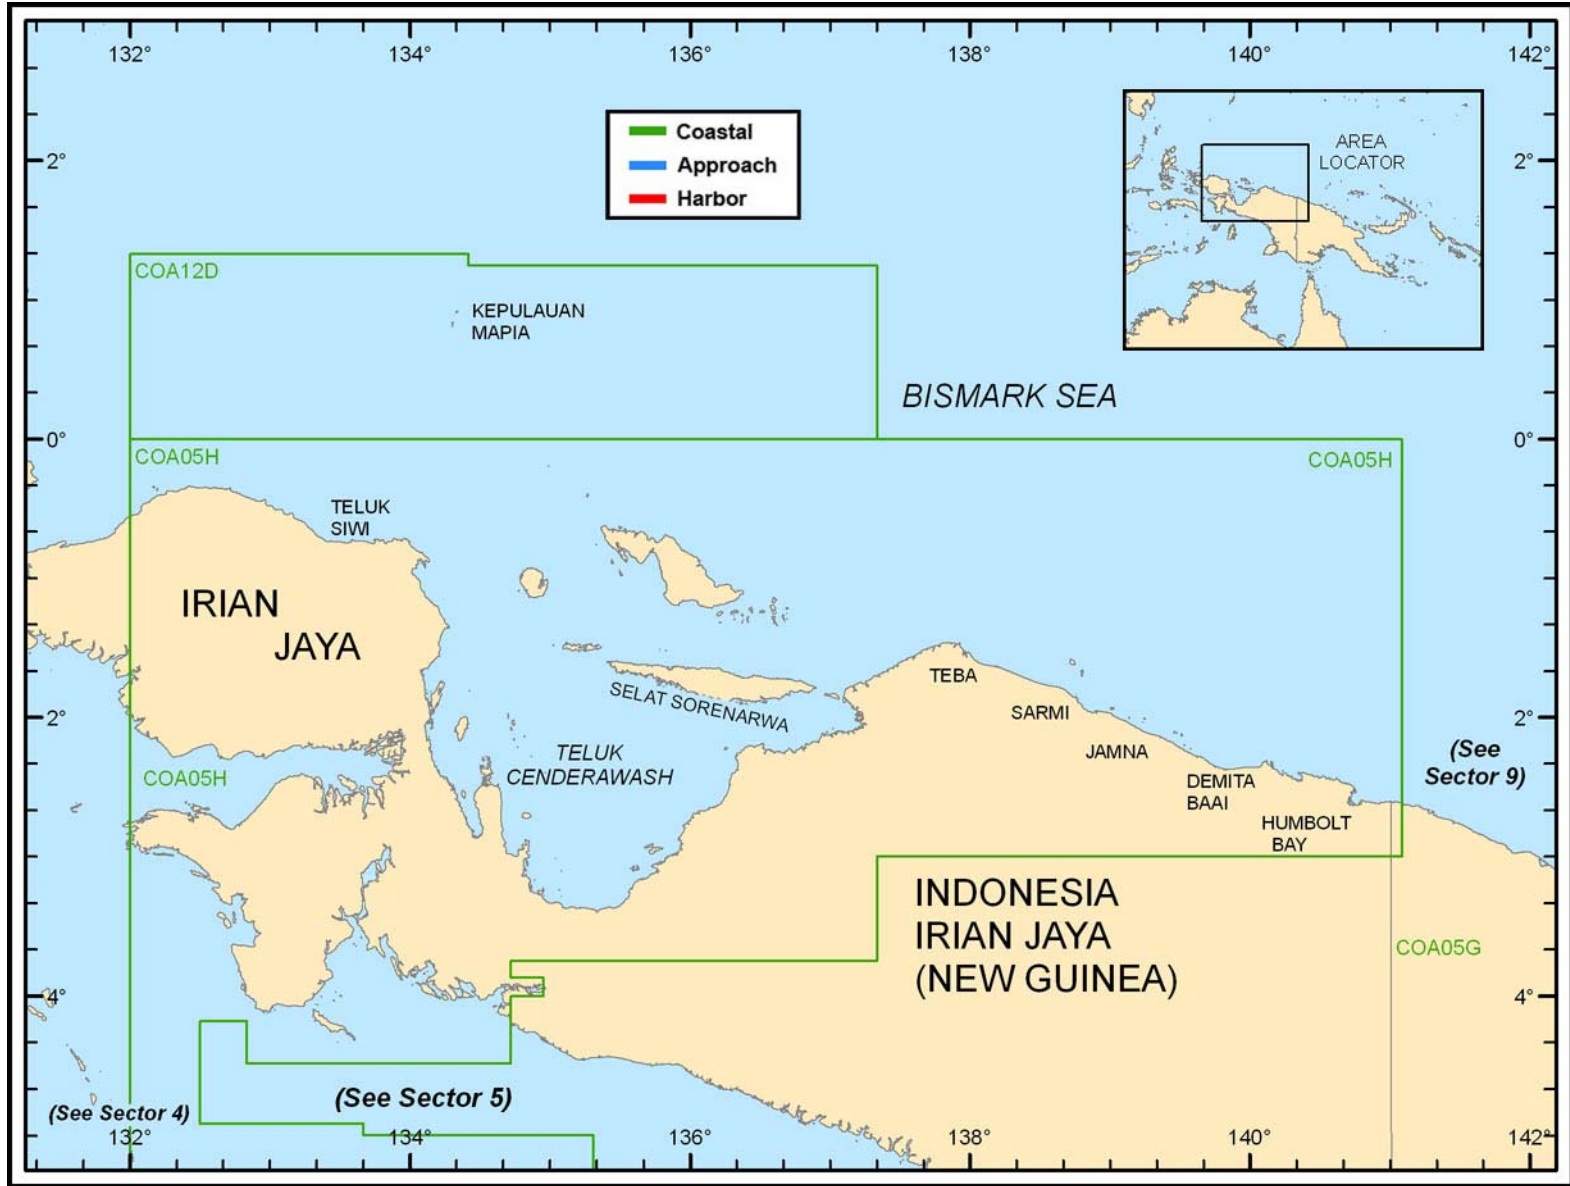 132°
134°
136°
138°
140°
142°
Coastal
Approach
Harbor
AREA
LOCATOR
2°
2°
COA12D
KEPULAUAN
MAPIA
BISMARK SEA
0°
0°
COA05H
COA05H
TELUK
SIWI
IRIAN
JAYA
TEBA
SELAT SORENARWA
SARMI
2°
2°
TELUK
CENDERAWASH
JAMNA
(See
Sector 9)
COA05H
DEMITA
BAAI
HUMBOLT
BAY
INDONESIA
IRIAN JAYA
(NEW GUINEA)
COA05G
4°
4°
(See Sector 5)
(See Sector 4)
132°
134°
136°
138°
140°
142°